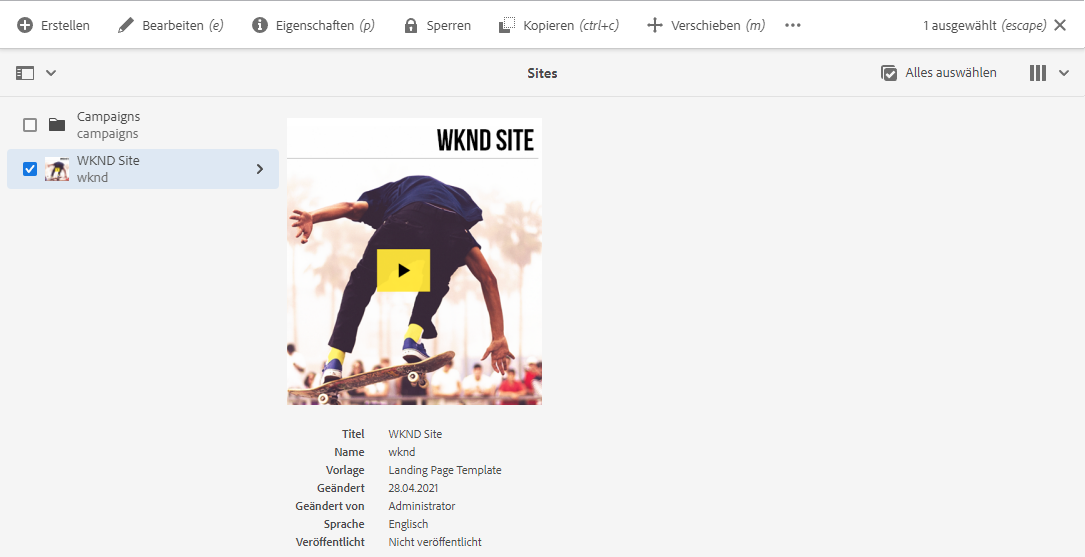 Erstellen Bearbeiten (e) Eigenschaften (p) Sperren Kopieren (ctrl+c) Verschieben (m) 1 ausgewählt (escape)
Sites Alles auswählen
Campaigns
campaigns
WKND Site
wknd
WKND SITE
Titel WKND Site
Name wknd
Vorlage Landing Page Template
Geändert 28.04.2021
Geändert von Administrator
Sprache Englisch
Veröffentlicht Nicht veröffentlicht